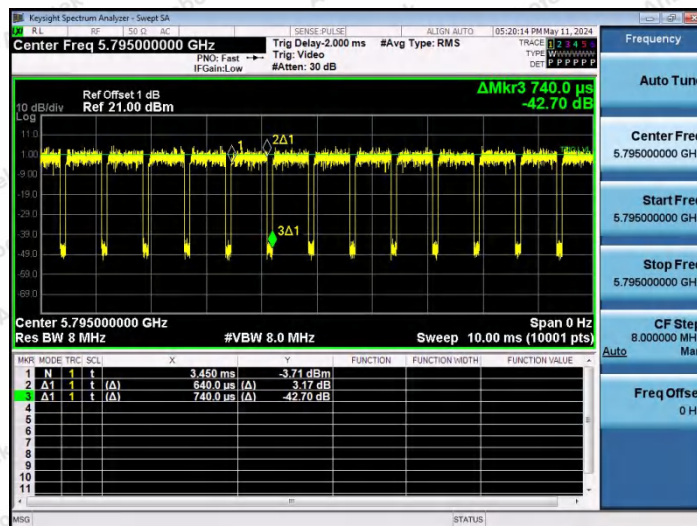 Keysight Spectrum Analyzer - Swept SA
RL RF 50 Ω AC SENSE:PULSE ALIGN AUTO 05:20:14 PM May 11, 2024
Center Freq 5.795000000 GHz Trig Delay-2.000 ms #Avg Type: RMS TRACE 1 2 3 4 5 6
PNO: Fast Trig: Video TYPE W
IFGain:Low #Atten: 30 dB DET P P P P P P
Frequency
Auto Tune
Ref Offset 1 dB ΔMkr3 740.0 µs
10 dB/div Ref 21.00 dBm -42.70 dB
Log
11.0
1.00
-9.00
-19.0
-29.0
-39.0
-49.0
-59.0
-69.0
1 2Δ1
3Δ1
Center 5.795000000 GHz Span 0 Hz
Res BW 8 MHz #VBW 8.0 MHz Sweep 10.00 ms (10001 pts)
MKR MODE TRC SCL X Y FUNCTION FUNCTION WIDTH FUNCTION VALUE
1 N 1 t 3.450 ms -3.71 dBm
2 Δ1 1 t (Δ) 640.0 µs (Δ) 3.17 dB
3 Δ1 1 t (Δ) 740.0 µs (Δ) -42.70 dB
4
5
6
7
8
9
10
11
Center Freq
5.795000000 GH
Start Freq
5.795000000 GH
Stop Freq
5.795000000 GH
CF Step
8.000000 MH
Auto Ma
Freq Offse
0 H
MSG STATUS